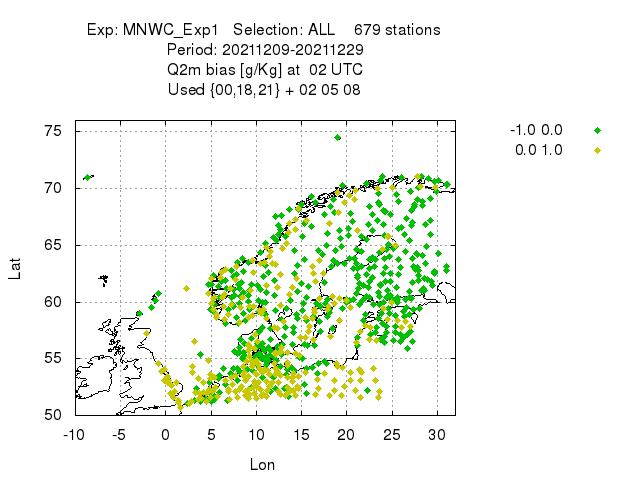 Exp: MNWC_Exp1 Selection: ALL 679 stations
Period: 20211209-20211229
Q2m bias [g/Kg] at 02 UTC
Used {00,18,21} + 02 05 08
-1.0 0.0
0.0 1.0
75
70
65
60
55
50
Lat
-10 -5 0 5 10 15 20 25 30
Lon